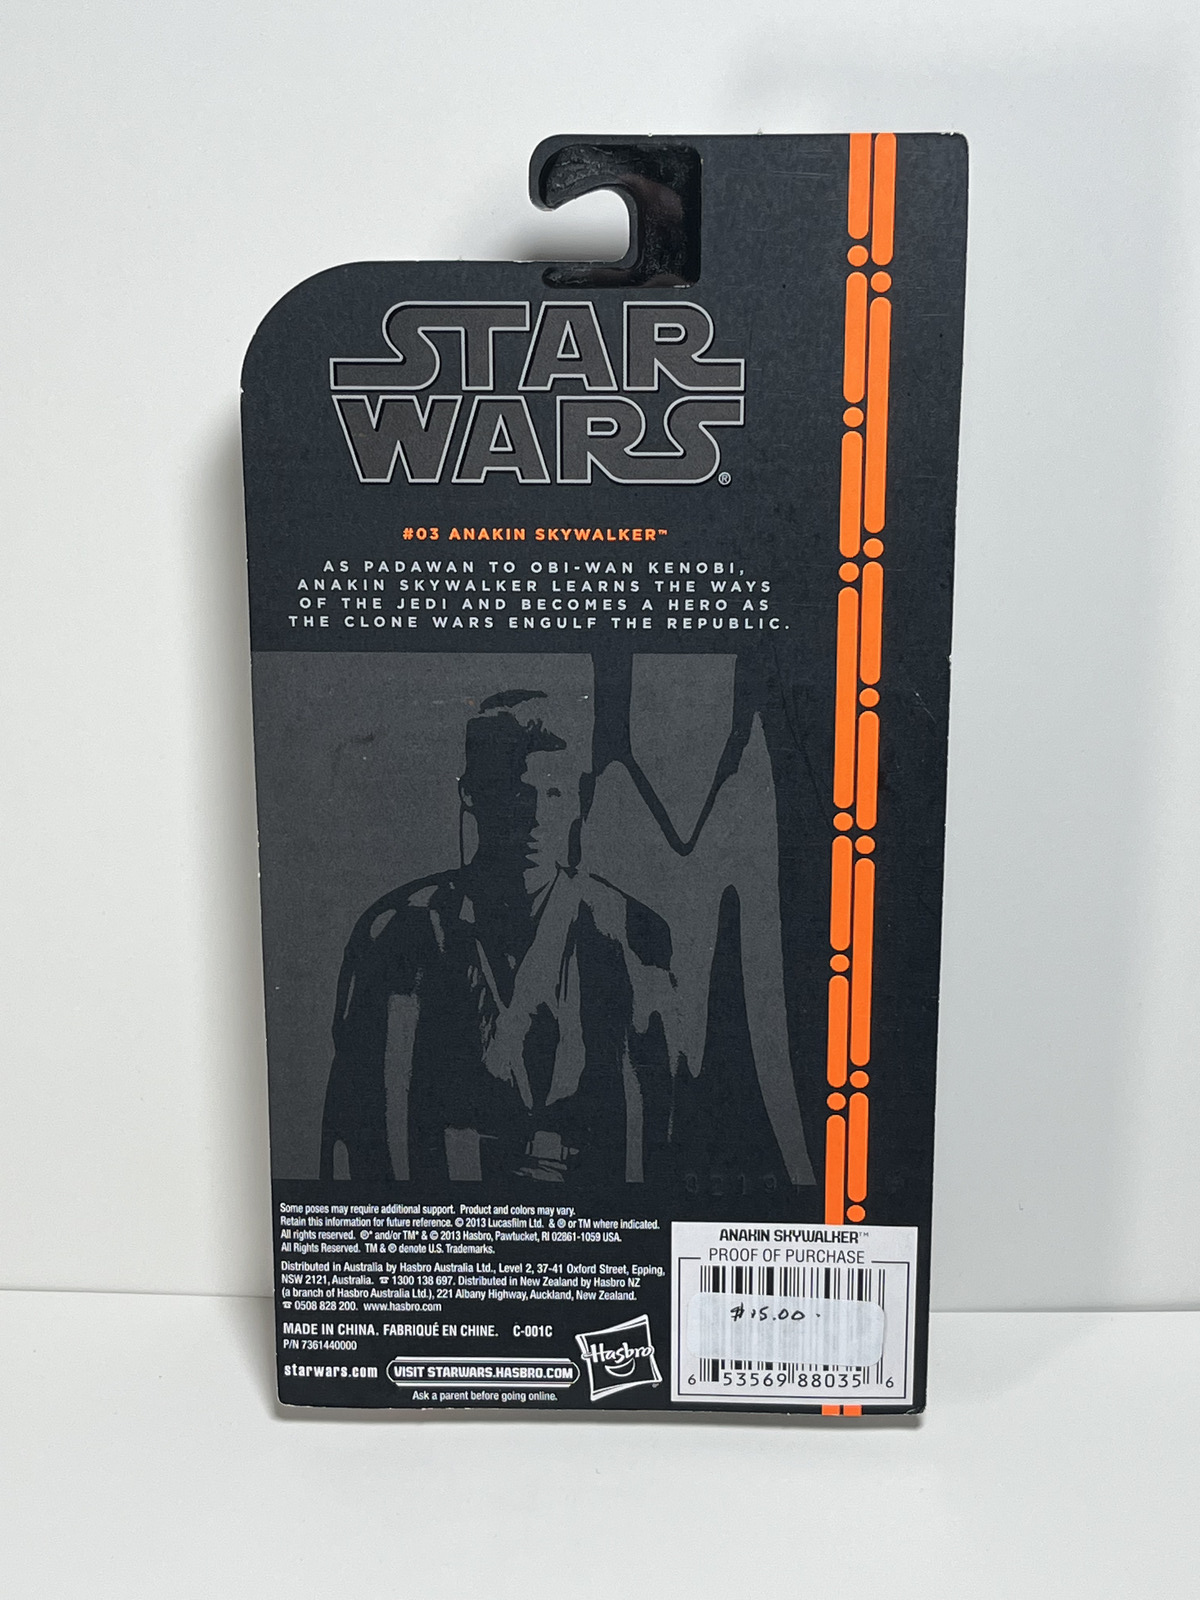 STAR
WARS®
#03 ANAKIN SKYWALKER™
AS PADAWAN TO OBI-WAN KENOBI,
ANAKIN SKYWALKER LEARNS THE WAYS
OF THE JEDI AND BECOMES A HERO AS
THE CLONE WARS ENGULF THE REPUBLIC.
Some poses may require additional support. Product and colors may vary.
Retain this information for future reference. © 2013 Lucasfilm Ltd. & ® or TM where indicated.
All rights reserved. ®* and/or TM* & © 2013 Hasbro, Pawtucket, RI 02861-1059 USA.
All Rights Reserved. TM & ® denote U.S. Trademarks.
Distributed in Australia by Hasbro Australia Ltd., Level 2, 37-41 Oxford Street, Epping,
NSW 2121, Australia. ☎ 1300 138 697. Distributed in New Zealand by Hasbro NZ
(a branch of Hasbro Australia Ltd.), 221 Albany Highway, Auckland, New Zealand.
☎ 0508 828 200. www.hasbro.com
MADE IN CHINA. FABRIQUÉ EN CHINE. C-001C
P/N 7361440000
starwars.com VISIT STARWARS.HASBRO.COM
Ask a parent before going online.
Hasbro
ANAKIN SKYWALKER™
PROOF OF PURCHASE
$15.00
6 53569 88035 6